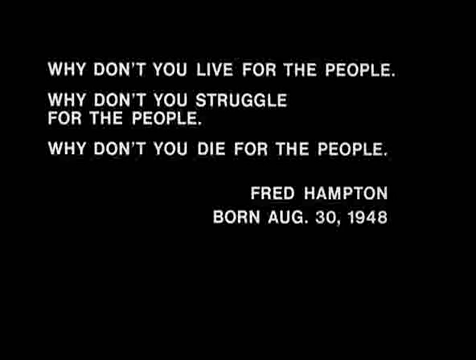 WHY DON'T YOU LIVE FOR THE PEOPLE.
WHY DON'T YOU STRUGGLE
FOR THE PEOPLE.
WHY DON'T YOU DIE FOR THE PEOPLE.
FRED HAMPTON
BORN AUG. 30, 1948